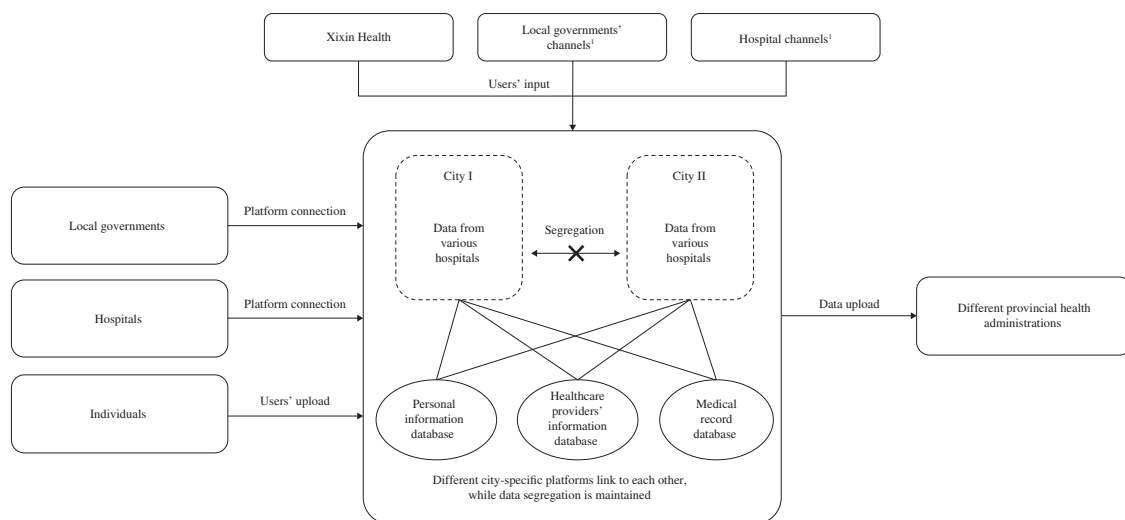 Xixin Health
Local governments'
channels¹
Hospital channels¹
Users' input
City I
City II
Local governments
Platform connection
Data from
various
hospitals
Segregation
Data from
various
hospitals
Hospitals
Platform connection
Data upload
Different provincial health
administrations
Individuals
Users' upload
Personal
information
database
Healthcare
providers'
information
database
Medical
record
database
Different city-specific platforms link to each other,
while data segregation is maintained